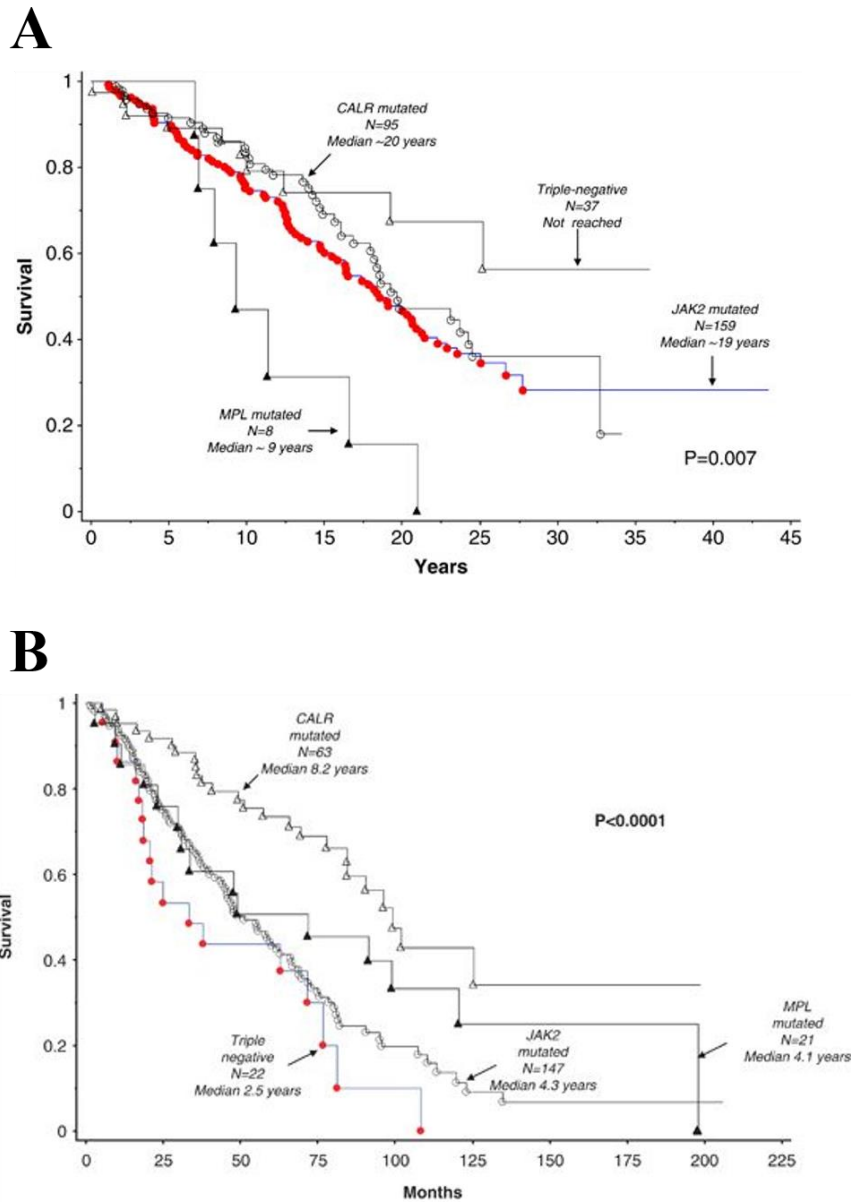 A
1
0.8
0.6
0.4
0.2
0
Survival
CALR mutated
N=95
Median ~20 years
Triple-negative
N=37
Not reached
JAK2 mutated
N=159
Median ~19 years
MPL mutated
N=8
Median ~ 9 years
P=0.007
0 5 10 15 20 25 30 35 40 45
Years
B
1
0.8
0.6
0.4
0.2
0
Survival
CALR
mutated
N=63
Median 8.2 years
P<0.0001
Triple
negative
N=22
Median 2.5 years
JAK2
mutated
N=147
Median 4.3 years
MPL
mutated
N=21
Median 4.1 years
0 25 50 75 100 125 150 175 200 225
Months